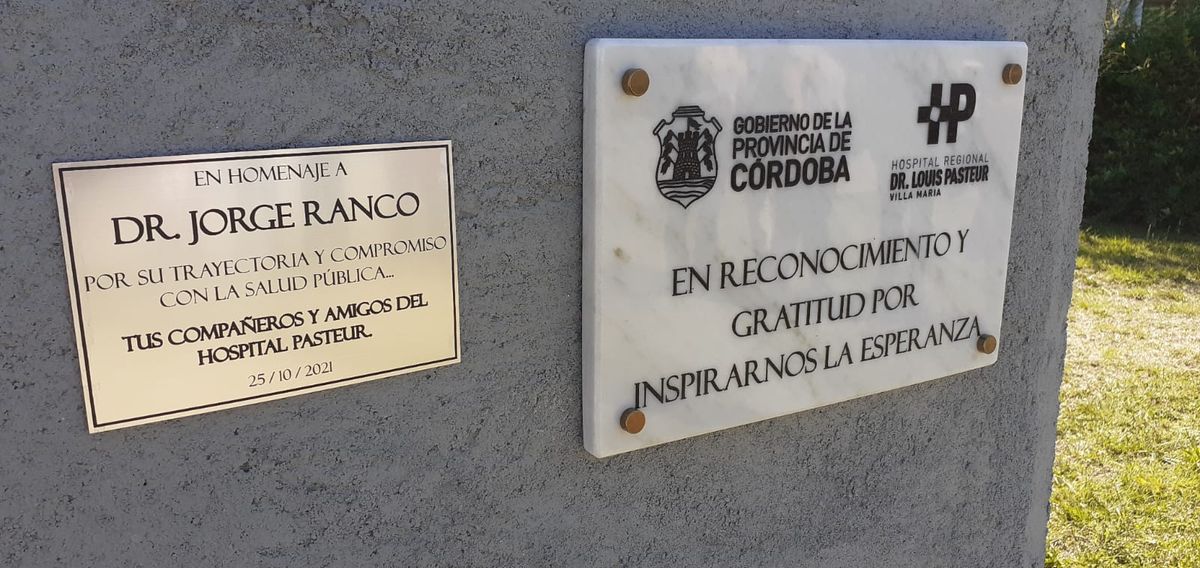 EN HOMENAJE A
DR. JORGE RANCO
POR SU TRAYECTORIA Y COMPROMISO
CON LA SALUD PÚBLICA...
TUS COMPAÑEROS Y AMIGOS DEL
HOSPITAL PASTEUR.
25/10/2021
GOBIERNO DE LA
PROVINCIA DE
CÓRDOBA
HP
HOSPITAL REGIONAL
DR. LOUIS PASTEUR
VILLA MARIA
EN RECONOCIMIENTO Y
GRATITUD POR
INSPIRARNOS LA ESPERANZA